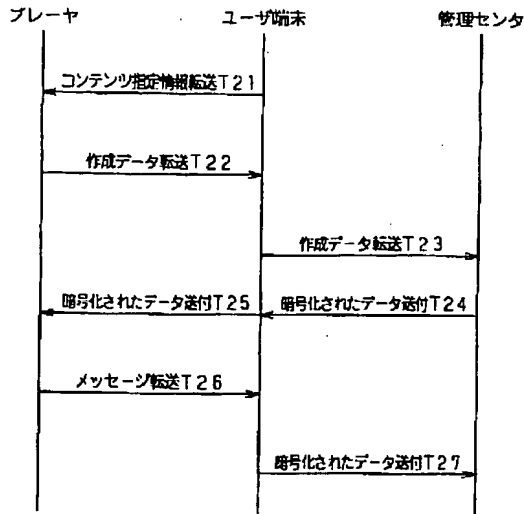 プレーヤ ユーザ端末 管理センタ
コンテンツ指定情報転送T21
作成データ転送T22
作成データ転送T23
暗号化されたデータ送付T25 暗号化されたデータ送付T24
メッセージ転送T26
暗号化されたデータ送付T27